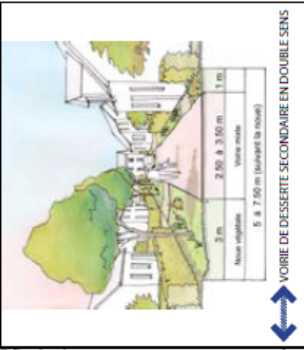 3 m
2.50 à 3.50 m
1 m
Noue végétale
Voirie mixte
5 à 7.50 m (suivant la noue)
VOIRIE DE DESSERTE SECONDAIRE EN DOUBLE SENS